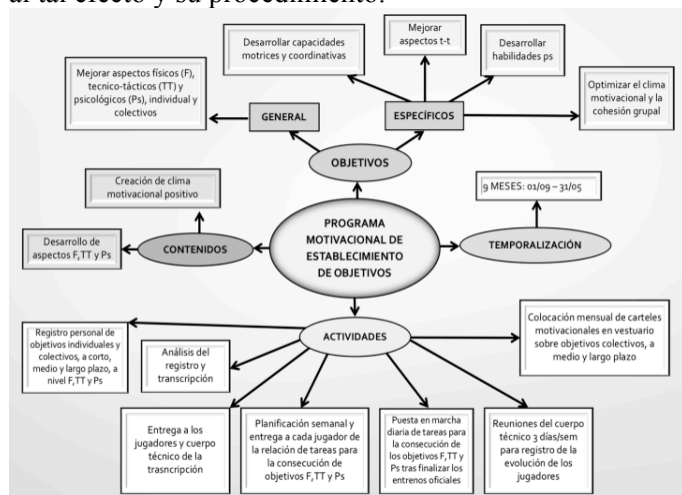 al tal efecto y su procedimiento.
Mejorar
aspectos t-t
Desarrollar capacidades
motrices y coordinativas
Desarrollar
habilidades ps
Mejorar aspectos físicos (F),
tecnico-tácticos (TT) y
psicológicos (Ps), individual y
colectivos
Optimizar el clima
motivacional y la
cohesión grupal
GENERAL
ESPECÍFICOS
OBJETIVOS
Creación de clima
motivacional positivo
9 MESES: 01/09 – 31/05
PROGRAMA
MOTIVACIONAL DE
ESTABLECIMIENTO
DE OBJETIVOS
Desarrollo de
aspectos F,TT y Ps
CONTENIDOS
TEMPORALIZACIÓN
ACTIVIDADES
Colocación mensual de carteles
motivacionales en vestuario
sobre objetivos colectivos, a
medio y largo plazo
Registro personal de
objetivos individuales y
colectivos, a corto,
medio y largo plazo, a
nivel F,TT y Ps
Análisis del
registro y
transcripción
Entrega a los
jugadores y cuerpo
técnico de la
trasncripción
Planificación semanal y
entrega a cada jugador de
la relación de tareas para
la consecución de
objetivos F,TT y Ps
Puesta en marcha
diaria de tareas para
la consecución de
los objetivos F,TT y
Ps tras finalizar los
entrenos oficiales
Reuniones del cuerpo
técnico 3 días/sem
para registro de la
evolución de los
jugadores